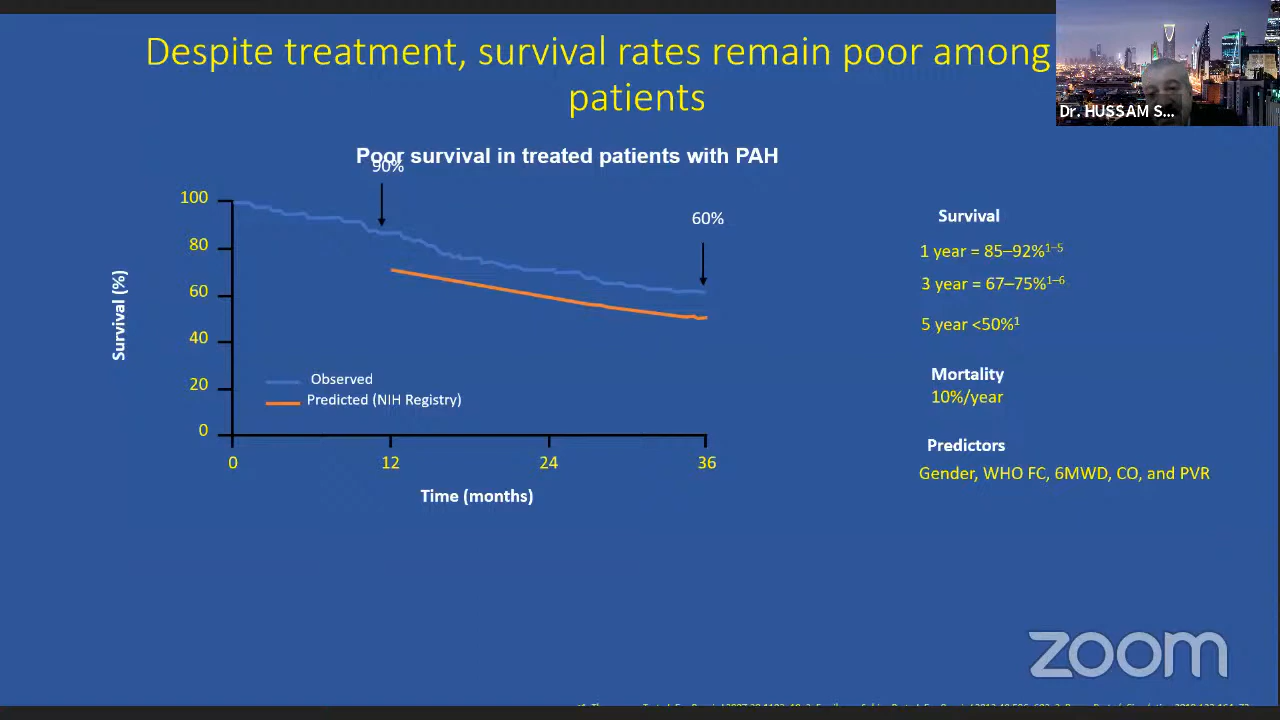 Despite treatment, survival rates remain poor among
patients
Dr. HUSSAM S...
Poor survival in treated patients with PAH
90%
60%
100
80
60
40
20
0
Survival (%)
Observed
Predicted (NIH Registry)
0 12 24 36
Time (months)
Survival
1 year = 85–92%1–5
3 year = 67–75%1–6
5 year <50%1
Mortality
10%/year
Predictors
Gender, WHO FC, 6MWD, CO, and PVR
zoom